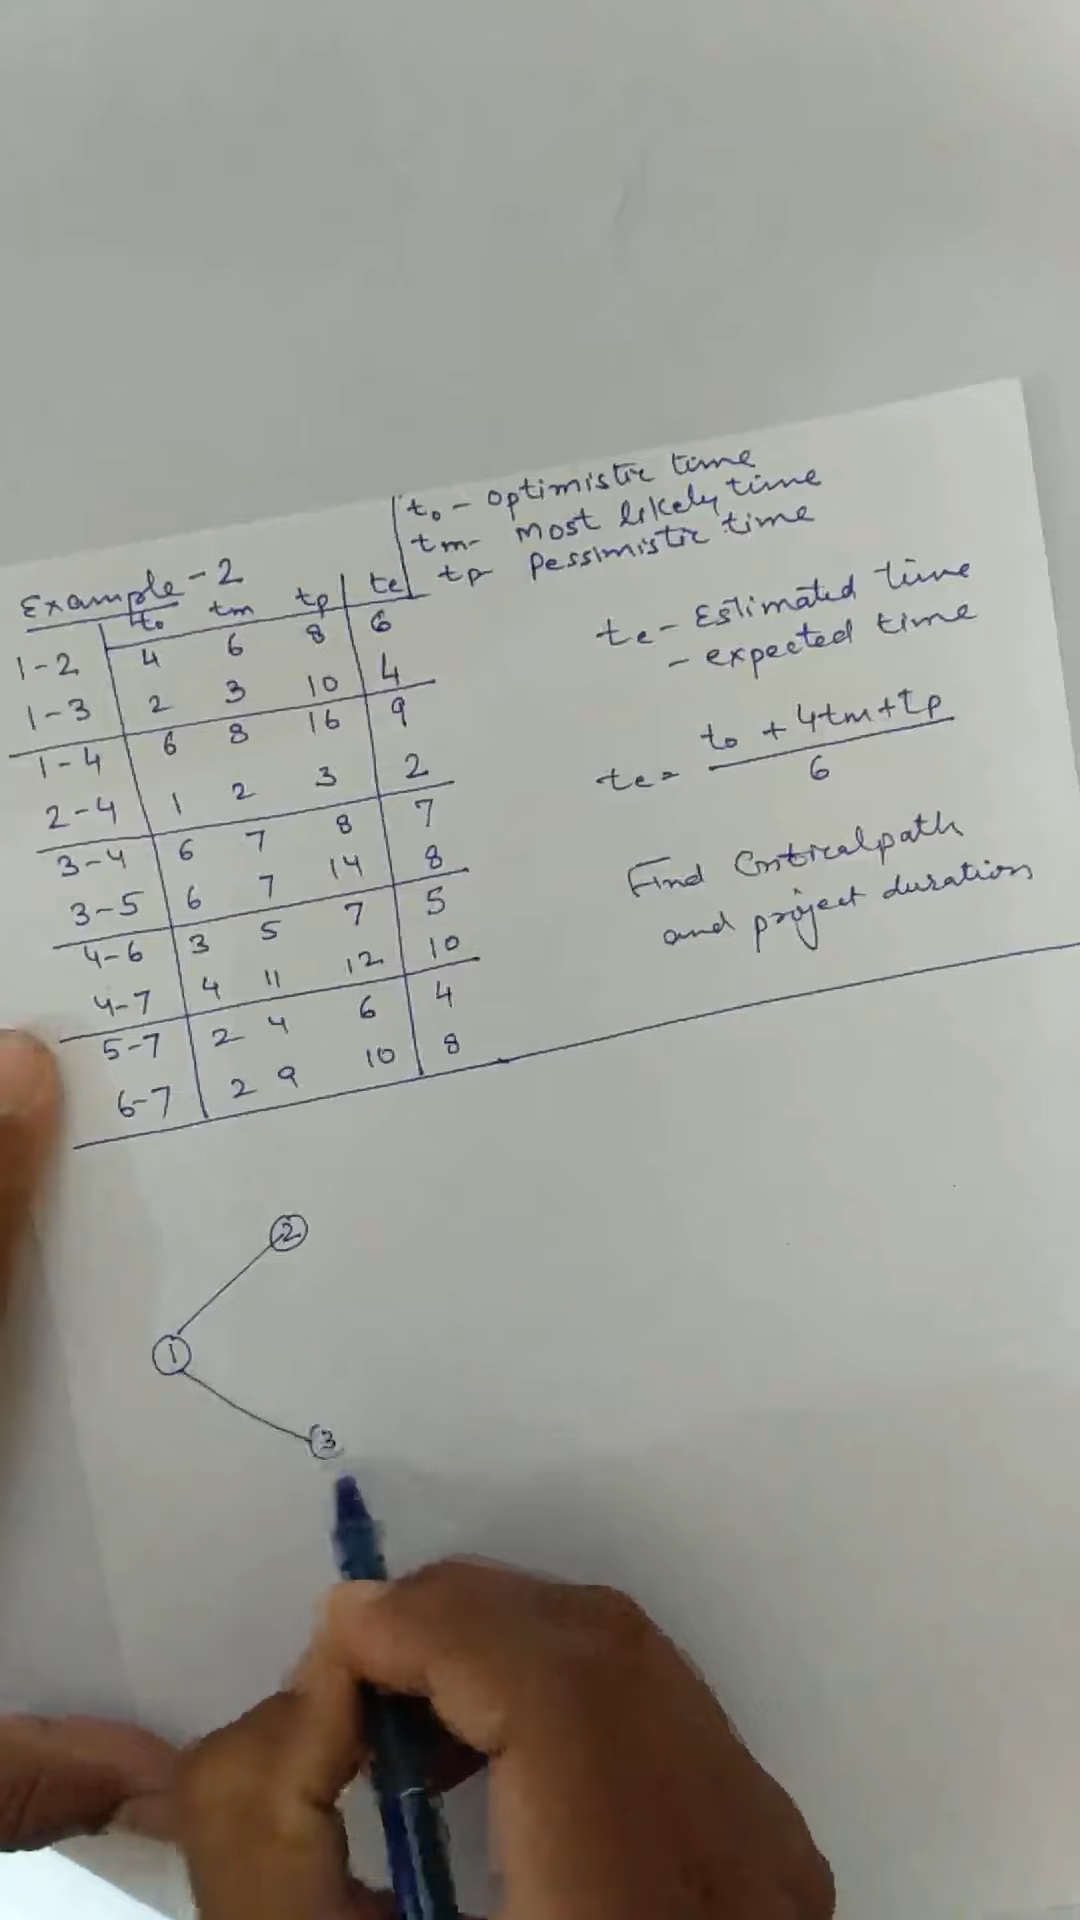 Example-2
to tm tp te
1-2 4 6 8 6
1-3 2 3 10 4
1-4 6 8 16 9
2-4 1 2 3 2
3-4 6 7 8 7
3-5 6 7 14 8
4-6 3 5 7 5
4-7 4 11 12 10
5-7 2 4 6 4
6-7 2 9 10 8
to - optimistic time
tm- most likely time
tp- pessimistic time
te - Estimated time
- expected time
te = to + 4tm + tp
6
Find Criticalpath
and project duration
2
1
3